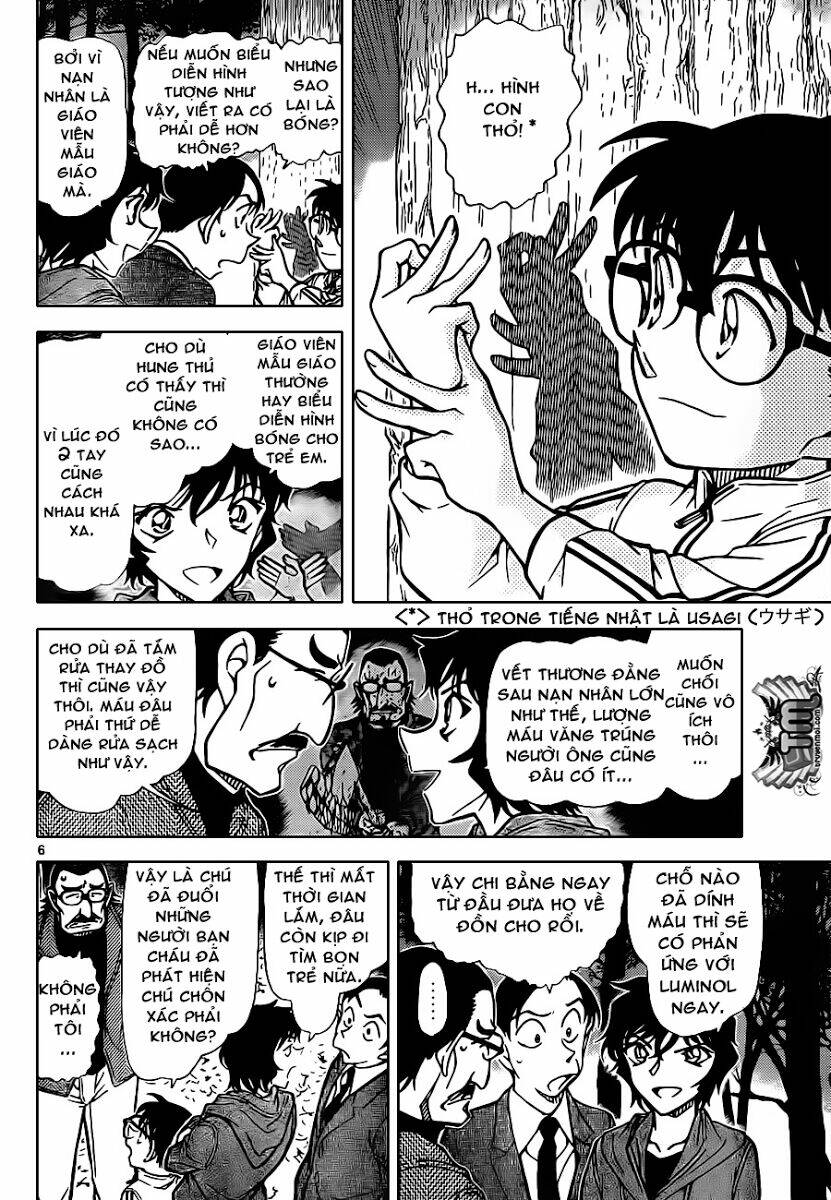 H... HÌNH
CON
THỎ! *
NHƯNG
SAO
LẠI LÀ
BÓNG?
NẾU MUỐN BIỂU
DIỄN HÌNH
TƯỢNG NHƯ
VẬY, VIẾT RA CÓ
PHẢI DỄ HƠN
KHÔNG?
BỞI VÌ
NẠN
NHÂN LÀ
GIÁO
VIÊN
MẪU
GIÁO
MÀ.
GIÁO VIÊN
MẪU GIÁO
THƯỜNG
HAY BIỂU
DIỄN HÌNH
BÓNG CHO
TRẺ EM.
CHO DÙ
HUNG THỦ
CÓ THẤY THÌ
CŨNG
KHÔNG CÓ
SAO...
VÌ LÚC ĐÓ
2 TAY
CŨNG
CÁCH
NHAU KHÁ
XA.
<*> THỎ TRONG TIẾNG NHẬT LÀ USAGI (ウサギ)
MUỐN
CHỐI
CŨNG VÔ
ÍCH
THÔI
...
VẾT THƯƠNG ĐẰNG
SAU NẠN NHÂN LỚN
NHƯ THẾ, LƯỢNG
MÁU VĂNG TRÚNG
NGƯỜI ÔNG CŨNG
ĐÂU CÓ ÍT...
CHO DÙ ĐÃ TẮM
RỬA THAY ĐỒ
THÌ CŨNG VẬY
THÔI. MÁU ĐÂU
PHẢI THỨ DỄ
DÀNG RỬA SẠCH
NHƯ VẬY.
TM
truyenmoi.com
6
CHỖ NÀO
ĐÃ DÍNH
MÁU THÌ SẼ
CÓ PHẢN
ỨNG VỚI
LUMINOL
NGAY.
VẬY CHI BẰNG NGAY
TỪ ĐẦU ĐƯA HỌ VỀ
ĐỒN CHO RỒI.
......
THẾ THÌ MẤT
THỜI GIAN
LẮM, ĐÂU
CÒN KỊP ĐI
TÌM BỌN
TRẺ NỮA.
VẬY LÀ CHÚ
ĐÃ ĐUỔI
NHỮNG
NGƯỜI BẠN
CHÁU ĐÃ
PHÁT HIỆN
CHÚ CHÔN
XÁC PHẢI
KHÔNG?
KHÔNG
PHẢI
TÔI
...